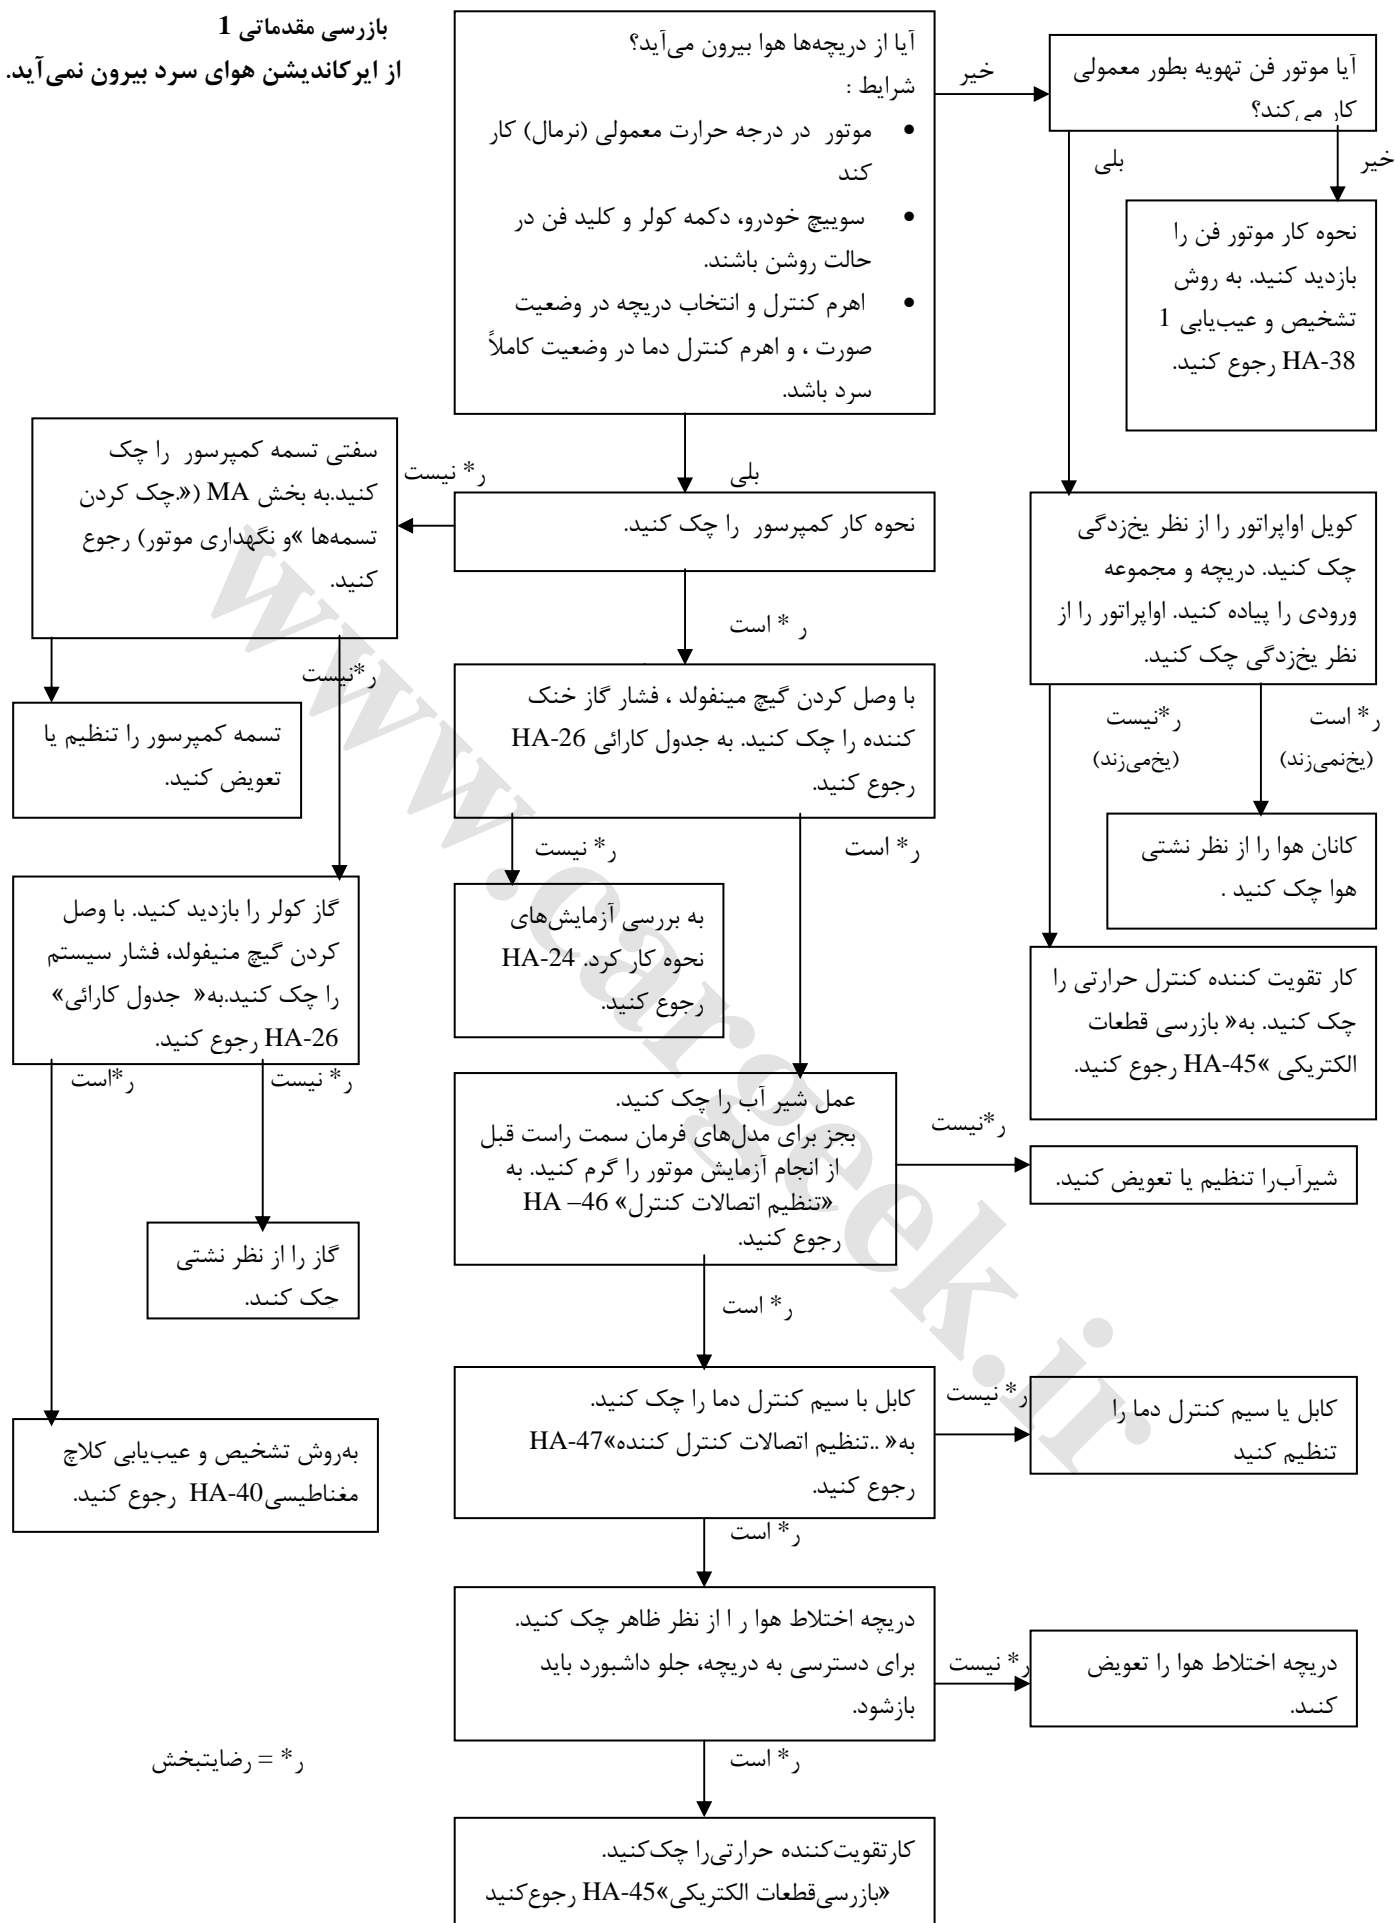 بازرسی مقدماتی 1
از ایرکاندیشن هوای سرد بیرون نمی‌آید.
آیا از دریچه‌ها هوا بیرون می‌آید؟
شرایط :
• موتور در درجه حرارت معمولی (نرمال) کار
کند
• سوییچ خودرو، دکمه کولر و کلید فن در
حالت روشن باشند.
• اهرم کنترل و انتخاب دریچه در وضعیت
صورت ، و اهرم کنترل دما در وضعیت کاملاً
سرد باشد.
خیر
آیا موتور فن تهویه بطور معمولی
کار می‌کند؟
بلی
خیر
نحوه کار موتور فن را
بازدید کنید. به روش
تشخیص و عیب‌یابی 1
HA-38 رجوع کنید.
بلی
ر* نیست
سفتی تسمه کمپرسور را چک
کنید.به بخش MA («.چک کردن
تسمه‌ها »و نگهداری موتور) رجوع
کنید.
نحوه کار کمپرسور را چک کنید.
کویل اواپراتور را از نظر یخ‌زدگی
چک کنید. دریچه و مجموعه
ورودی را پیاده کنید. اواپراتور را از
نظر یخ‌زدگی چک کنید.
ر * است
ر*نیست
تسمه کمپرسور را تنظیم یا
تعویض کنید.
با وصل کردن گیچ مینفولد ، فشار گاز خنک
کننده را چک کنید. به جدول کارائی HA-26
رجوع کنید.
ر* است
(یخ‌نمی‌زند)
ر*نیست
(یخ‌می‌زند)
ر* نیست
ر* است
کانان هوا را از نظر نشتی
هوا چک کنید .
گاز کولر را بازدید کنید. با وصل
کردن گیچ منیفولد، فشار سیستم
را چک کنید.به« جدول کارائی»
HA-26 رجوع کنید.
به بررسی آزمایش‌های
نحوه کار کرد. HA-24
رجوع کنید.
کار تقویت کننده کنترل حرارتی را
چک کنید. به« بازرسی قطعات
الکتریکی »HA-45 رجوع کنید.
ر*است
ر* نیست
عمل شیر آب را چک کنید.
بجز برای مدل‌های فرمان سمت راست قبل
از انجام آزمایش موتور را گرم کنید. به
«تنظیم اتصالات کنترل» HA –46
رجوع کنید.
ر*نیست
شیرآب‌را تنظیم یا تعویض کنید.
گاز را از نظر نشتی
چک کنید.
ر* است
کابل با سیم کنترل دما را چک کنید.
به« ..تنظیم اتصالات کنترل کننده»HA-47
رجوع کنید.
ر* نیست
کابل یا سیم کنترل دما را
تنظیم کنید
به‌روش تشخیص و عیب‌یابی کلاچ
مغناطیسیHA-40 رجوع کنید.
ر* است
دریچه اختلاط هوا ر ا از نظر ظاهر چک کنید.
برای دسترسی به دریچه، جلو داشبورد باید
بازشود.
ر* نیست
دریچه اختلاط هوا را تعویض
کنید.
ر* = رضایتبخش
ر* است
کارتقویت‌کننده حرارتی‌را چک‌کنید.
«بازرسی‌قطعات الکتریکی»HA-45 رجوع‌کنید
www.cargeek.ir